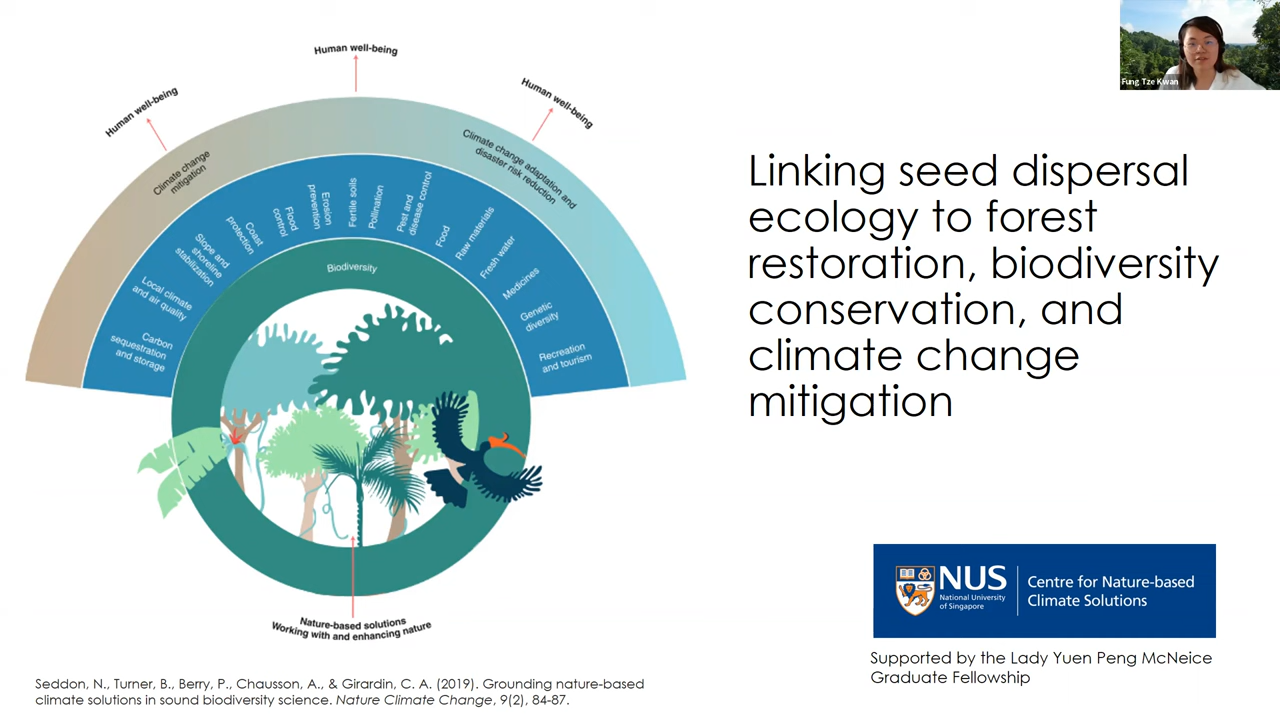 Human well-being
Human well-being
Human well-being
Climate change
mitigation
Climate change adaptation and
disaster risk reduction
Carbon
sequestration
and storage
Local climate
and air quality
Slope and
shoreline
stabilization
Coast
protection
Flood
control
Erosion
prevention
Fertile soils
Pollination
Pest and
disease control
Food
Raw materials
Fresh water
Medicines
Genetic
diversity
Recreation
and tourism
Biodiversity
Nature-based solutions
Working with and enhancing nature
Seddon, N., Turner, B., Berry, P., Chausson, A., & Girardin, C. A. (2019). Grounding nature-based
climate solutions in sound biodiversity science. Nature Climate Change, 9(2), 84-87.
Fung Tze Kwan
Linking seed dispersal
ecology to forest
restoration, biodiversity
conservation, and
climate change
mitigation
NUS
National University
of Singapore
Centre for Nature-based
Climate Solutions
Supported by the Lady Yuen Peng McNeice
Graduate Fellowship